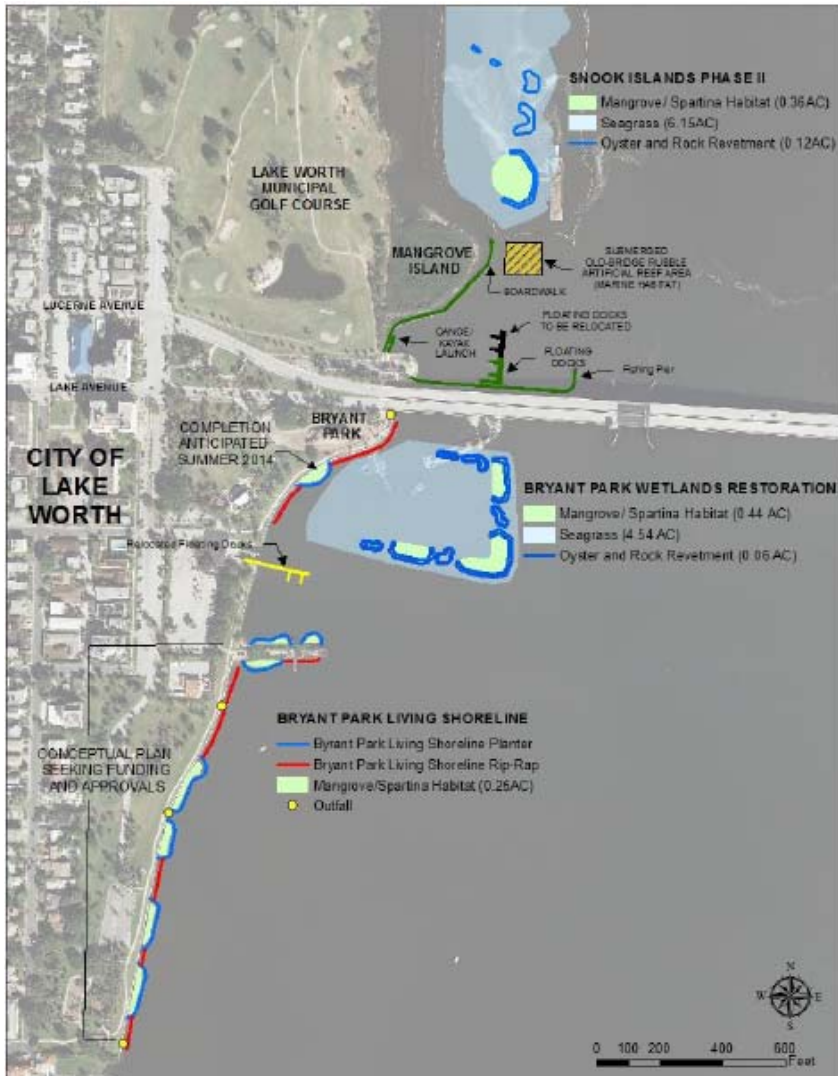 SNOOK ISLANDS PHASE II
Mangrove/ Spartina Habitat (0.36AC)
Seagrass (6.15AC)
Oyster and Rock Revetment (0.12AC)
LAKE WORTH
MUNICIPAL
GOLF COURSE
MANGROVE
ISLAND
SUBMERGED
OLD-BRIDGE RUBBLE
ARTIFICIAL REEF AREA
(MARINE HABITAT)
BOARDWALK
LUCERNE AVENUE
CANOE/
KAYAK
LAUNCH
FLOATING DOCKS
TO BE RELOCATED
FLOATING
DOCKS
Fishing Pier
LAKE AVENUE
BRYANT
PARK
COMPLETION
ANTICIPATED
SUMMER 2014
CITY OF
LAKE
WORTH
BRYANT PARK WETLANDS RESTORATION
Mangrove/ Spartina Habitat (0.44 AC)
Seagrass (4.54 AC)
Oyster and Rock Revetment (0.06 AC)
Relocated Floating Docks
BRYANT PARK LIVING SHORELINE
Byrant Park Living Shoreline Planter
Bryant Park Living Shoreline Rip-Rap
Mangrove/Spartina Habitat (0.25AC)
Outfall
CONCEPTUAL PLAN
SEEKING FUNDING
AND APPROVALS
N
W
E
S
0 100 200 400 600
Feet